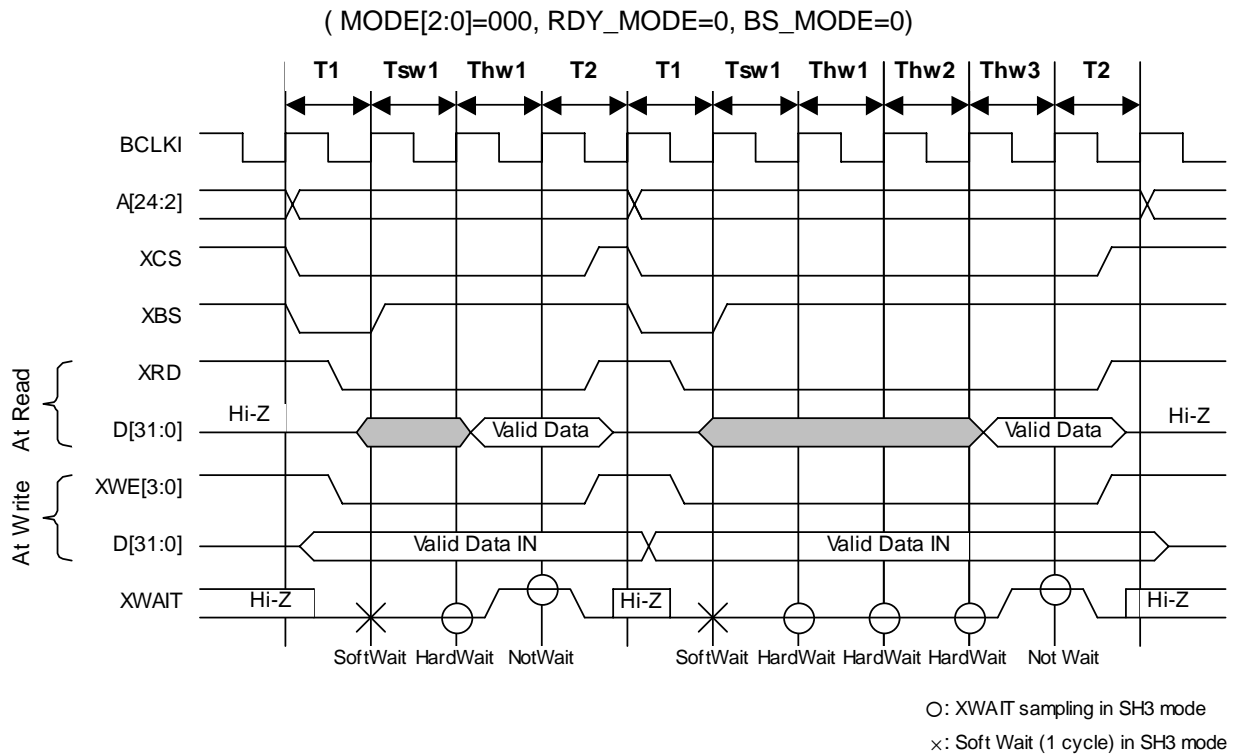 ( MODE[2:0]=000, RDY_MODE=0, BS_MODE=0)
T1 Tsw1 Thw1 T2 T1 Tsw1 Thw1 Thw2 Thw3 T2
BCLKI
A[24:2]
XCS
XBS
At Read
XRD
Hi-Z D[31:0] Valid Data Valid Data Hi-Z
At Write
XWE[3:0]
D[31:0] Valid Data IN Valid Data IN
XWAIT Hi-Z Hi-Z Hi-Z
SoftWait HardWait NotWait SoftWait HardWait HardWait HardWait Not Wait
O: XWAIT sampling in SH3 mode
×: Soft Wait (1 cycle) in SH3 mode